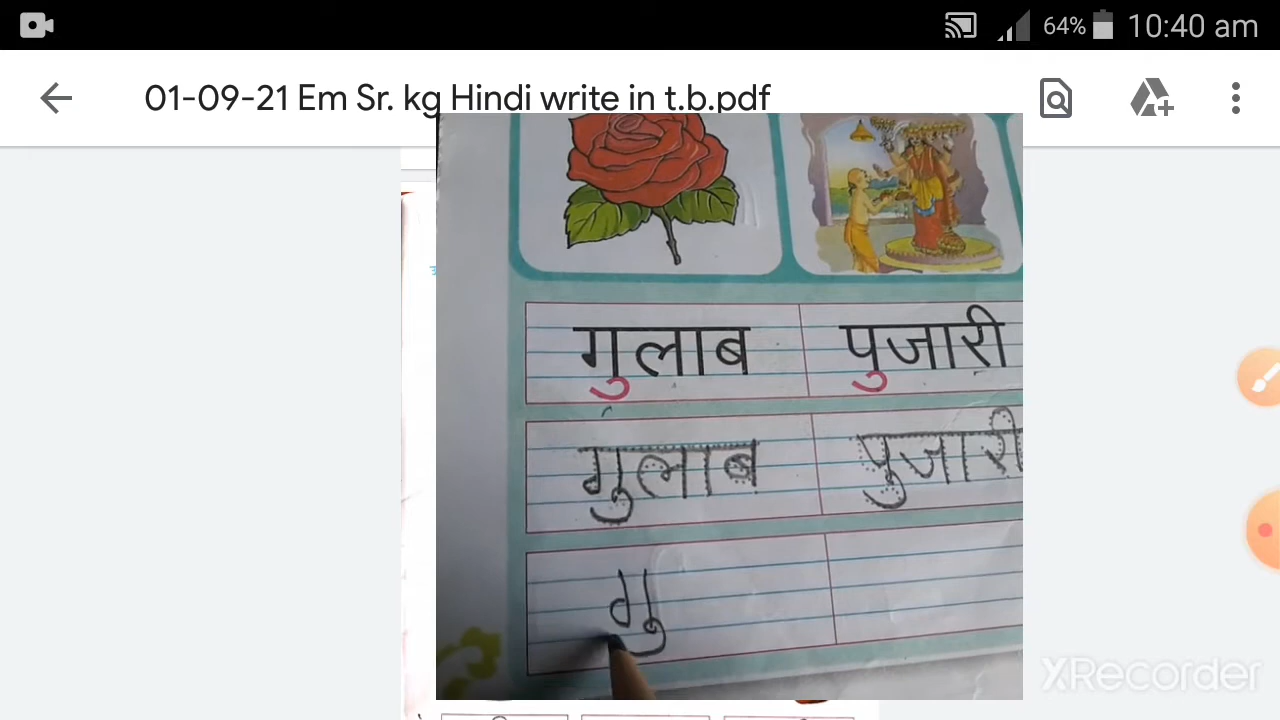 64% 10:40 am
01-09-21 Em Sr. kg Hindi write in t.b.pdf
गुलाब पुजारी
गुलाब पुजारी
गु
XRecorder